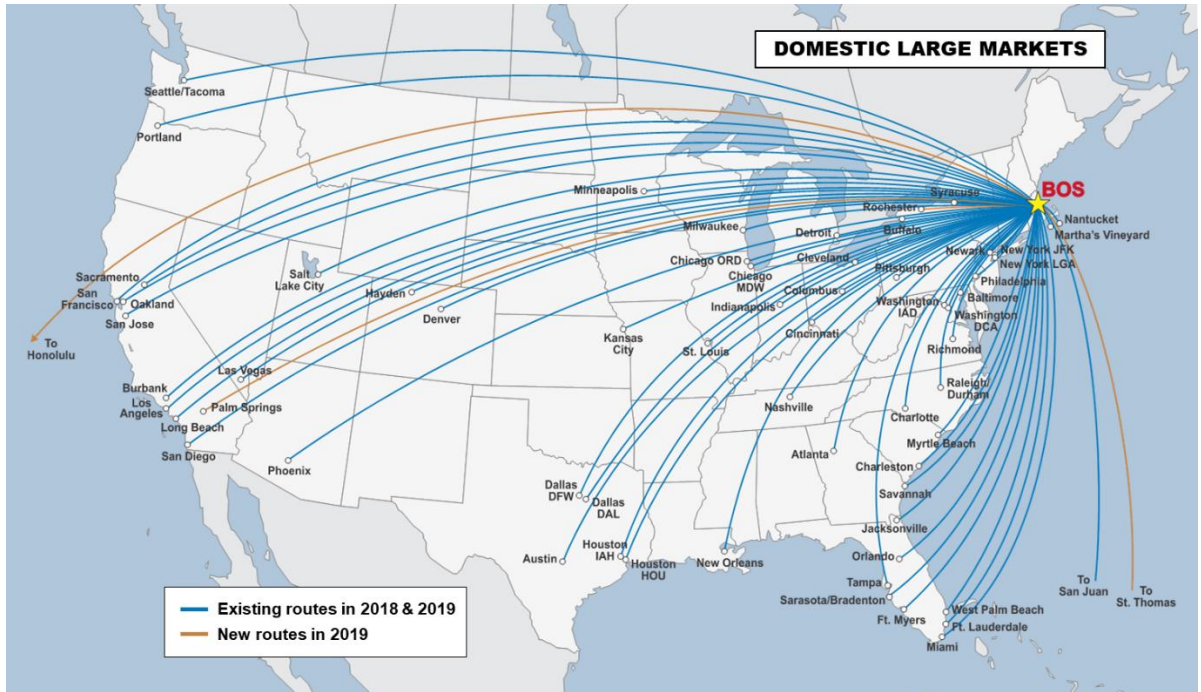 DOMESTIC LARGE MARKETS
Seattle/Tacoma
Portland
Minneapolis
Syracuse
BOS
Rochester
Nantucket
Milwaukee
Detroit
Buffalo
Martha's Vineyard
Newark
New York JFK
New York LGA
Chicago ORD
Cleveland
Pittsburgh
Chicago
MDW
Philadelphia
Sacramento
Salt
Lake City
Hayden
Columbus
Baltimore
San
Francisco
Oakland
Denver
Indianapolis
Washington
IAD
Washington
DCA
San Jose
Kansas
City
Cincinnati
Richmond
To
Honolulu
St. Louis
Las Vegas
Burbank
Los
Angeles
Palm Springs
Long Beach
Nashville
Raleigh/
Durham
Charlotte
San Diego
Phoenix
Atlanta
Myrtle Beach
Charleston
Dallas
DFW
Dallas
DAL
Savannah
Jacksonville
Austin
Houston
IAH
Houston
HOU
New Orleans
Orlando
Tampa
To
San Juan
To
St. Thomas
Sarasota/Bradenton
Ft. Myers
West Palm Beach
Ft. Lauderdale
Miami
Existing routes in 2018 & 2019
New routes in 2019